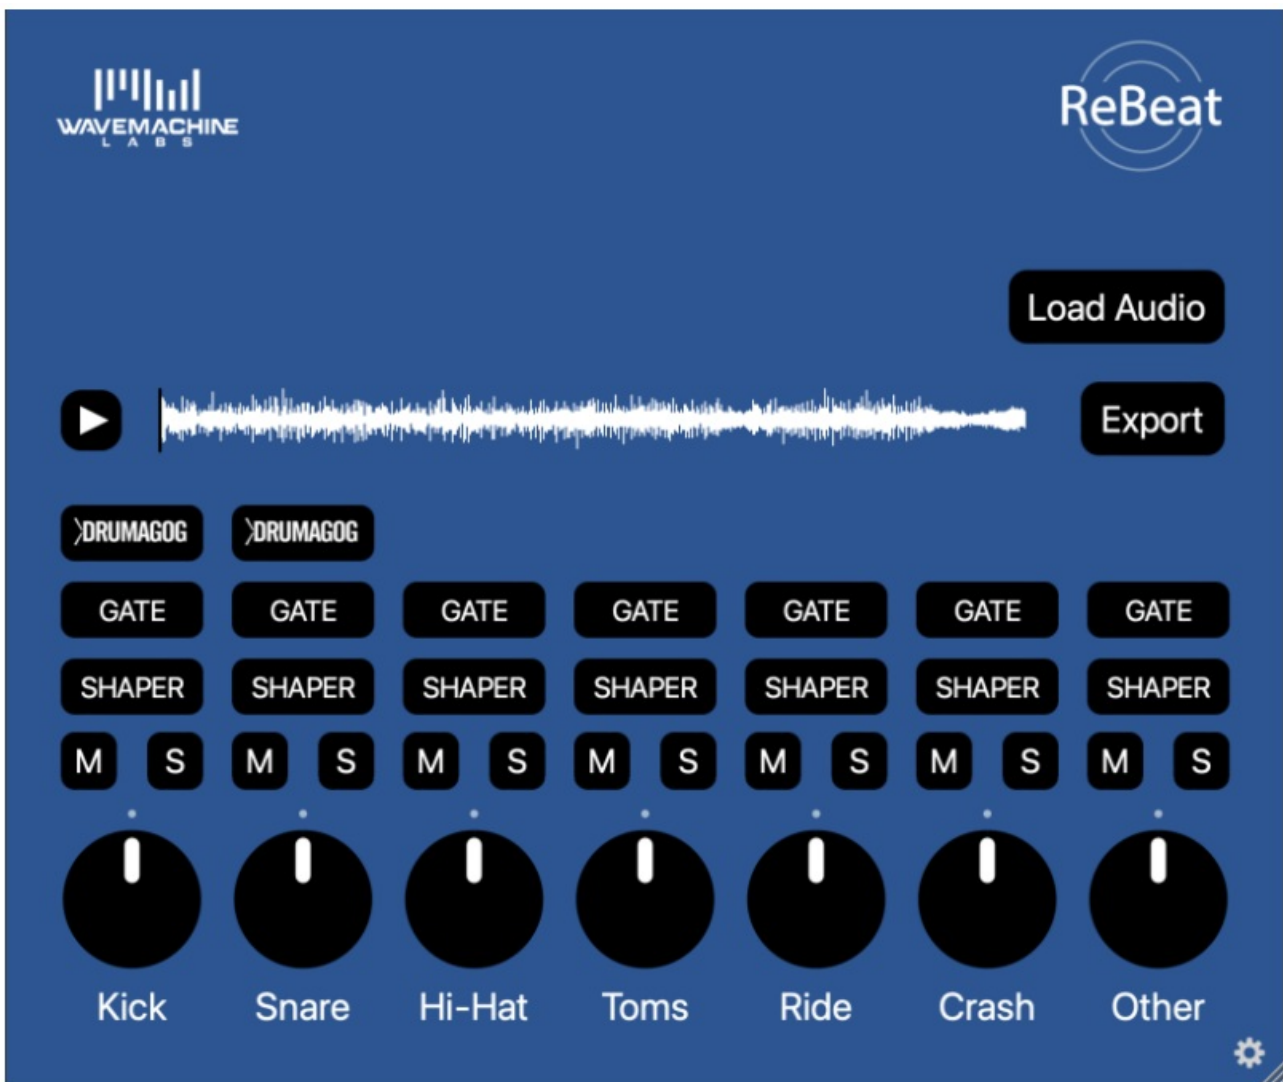 WAVEMACHINE
LABS
ReBeat
Load Audio
Export
DRUMAGOG DRUMAGOG
GATE GATE GATE GATE GATE GATE GATE
SHAPER SHAPER SHAPER SHAPER SHAPER SHAPER SHAPER
M S M S M S M S M S M S M S
Kick Snare Hi-Hat Toms Ride Crash Other